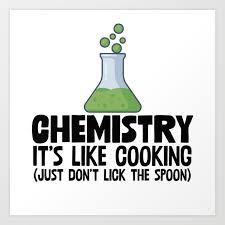 CHEMISTRY
IT'S LIKE COOKING
(JUST DON'T LICK THE SPOON)